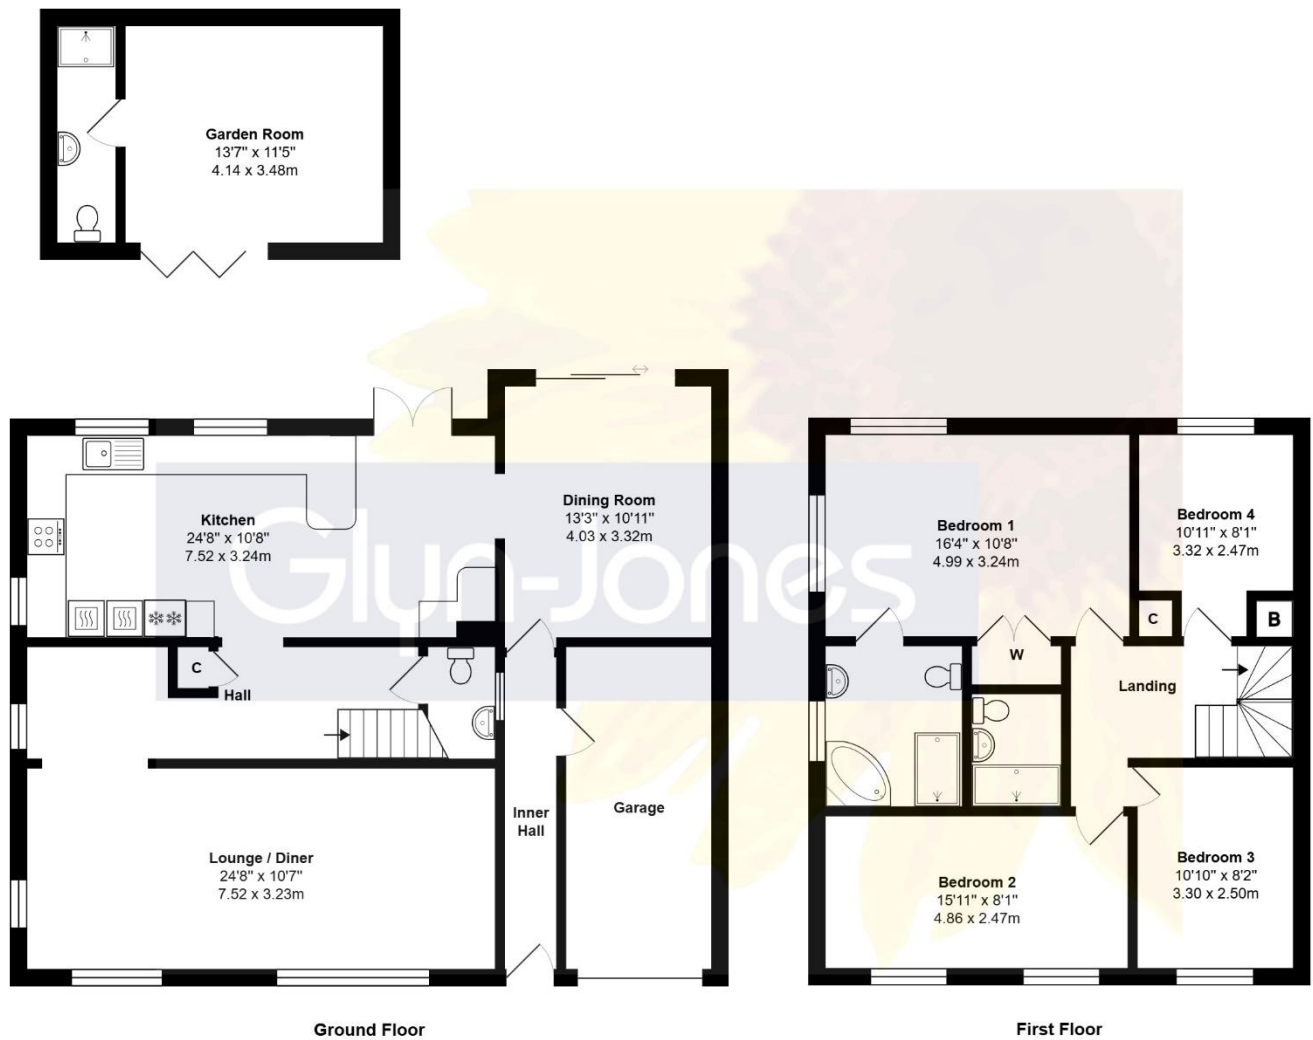 Garden Room
13'7" x 11'5"
4.14 x 3.48m
Kitchen
24'8" x 10'8"
7.52 x 3.24m
Dining Room
13'3" x 10'11"
4.03 x 3.32m
Glyn-Jones
C
Hall
Lounge / Diner
24'8" x 10'7"
7.52 x 3.23m
Inner
Hall
Garage
Ground Floor
Bedroom 1
16'4" x 10'8"
4.99 x 3.24m
Bedroom 4
10'11" x 8'1"
3.32 x 2.47m
C
B
W
Landing
Bedroom 2
15'11" x 8'1"
4.86 x 2.47m
Bedroom 3
10'10" x 8'2"
3.30 x 2.50m
First Floor